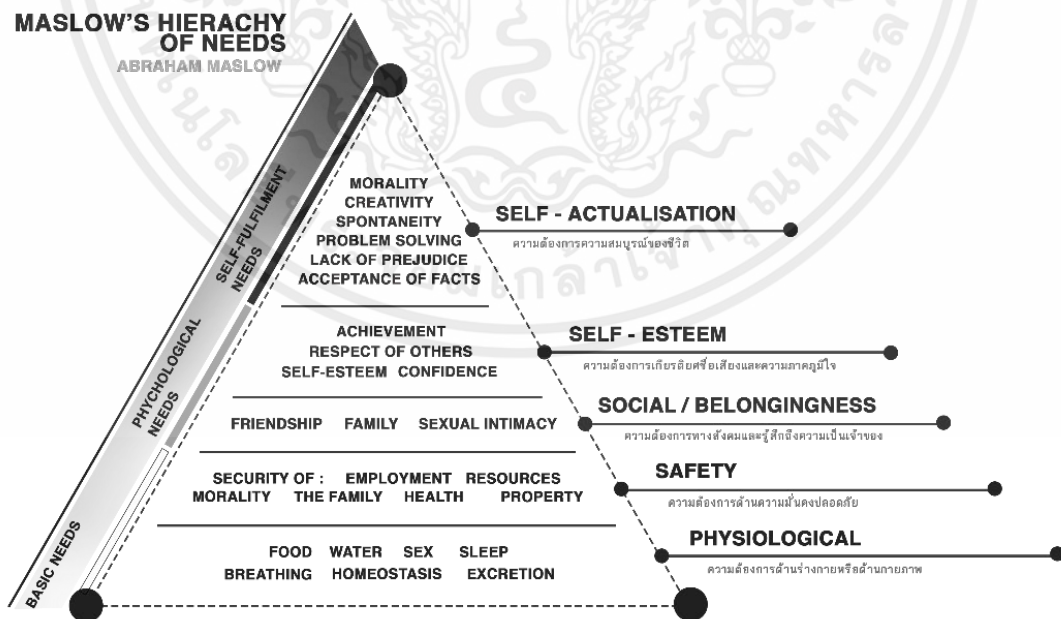 MASLOW'S HIERACHY
OF NEEDS
ABRAHAM MASLOW
SELF-FULFILMENT
NEEDS
PHYCHOLOGICAL
NEEDS
BASIC NEEDS
MORALITY
CREATIVITY
SPONTANEITY
PROBLEM SOLVING
LACK OF PREJUDICE
ACCEPTANCE OF FACTS
SELF - ACTUALISATION
ความต้องการความสมบูรณ์ของชีวิต
ACHIEVEMENT
RESPECT OF OTHERS
SELF-ESTEEM CONFIDENCE
SELF - ESTEEM
ความต้องการเกียรติยศชื่อเสียงและความภาคภูมิใจ
FRIENDSHIP FAMILY SEXUAL INTIMACY
SOCIAL / BELONGINGNESS
ความต้องการทางสังคมและรู้สึกถึงความเป็นเจ้าของ
SECURITY OF : EMPLOYMENT RESOURCES
MORALITY THE FAMILY HEALTH PROPERTY
SAFETY
ความต้องการด้านความมั่นคงปลอดภัย
FOOD WATER SEX SLEEP
BREATHING HOMEOSTASIS EXCRETION
PHYSIOLOGICAL
ความต้องการด้านร่างกายหรือด้านกายภาพ